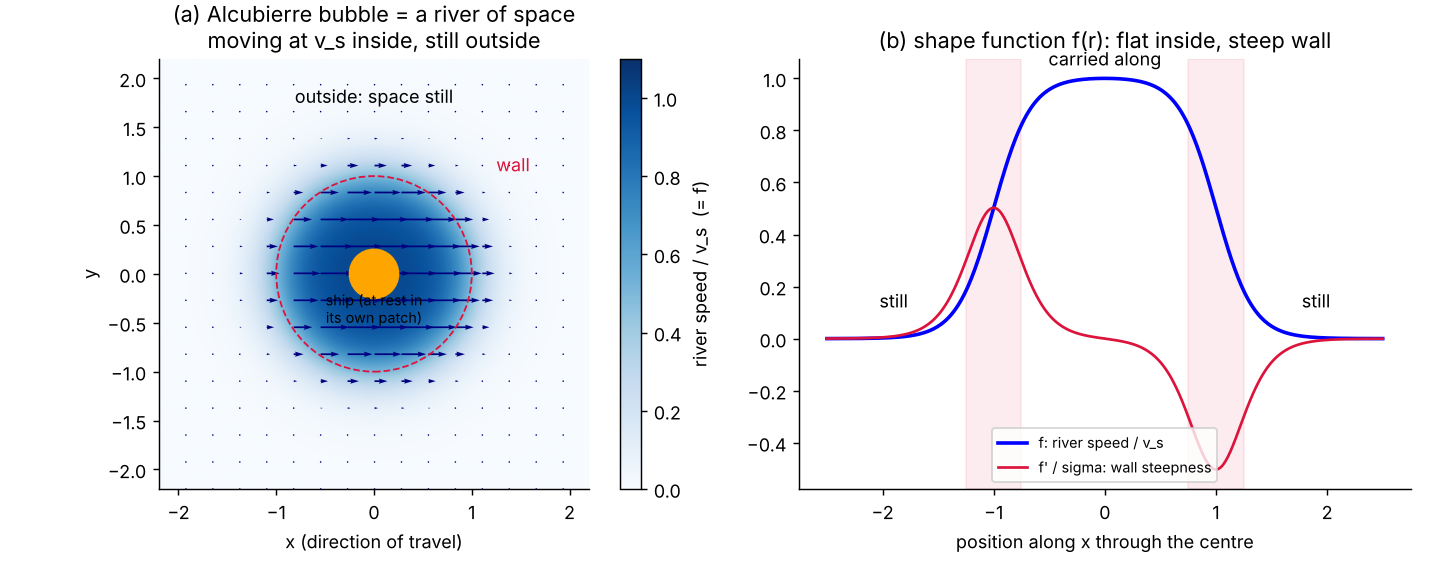 (a) Alcubierre bubble = a river of space
moving at v_s inside, still outside
2.0
1.5
1.0
0.5
0.0
−0.5
−1.0
−1.5
−2.0
y
outside: space still
wall
ship (at rest in
its own patch)
−2
−1
0
1
2
x (direction of travel)
1.0
0.8
0.6
0.4
0.2
0.0
river speed / v_s (= f)
(b) shape function f(r): flat inside, steep wall
carried along
1.0
0.8
0.6
0.4
0.2
0.0
−0.2
−0.4
still
still
f: river speed / v_s
f' / sigma: wall steepness
−2
−1
0
1
2
position along x through the centre